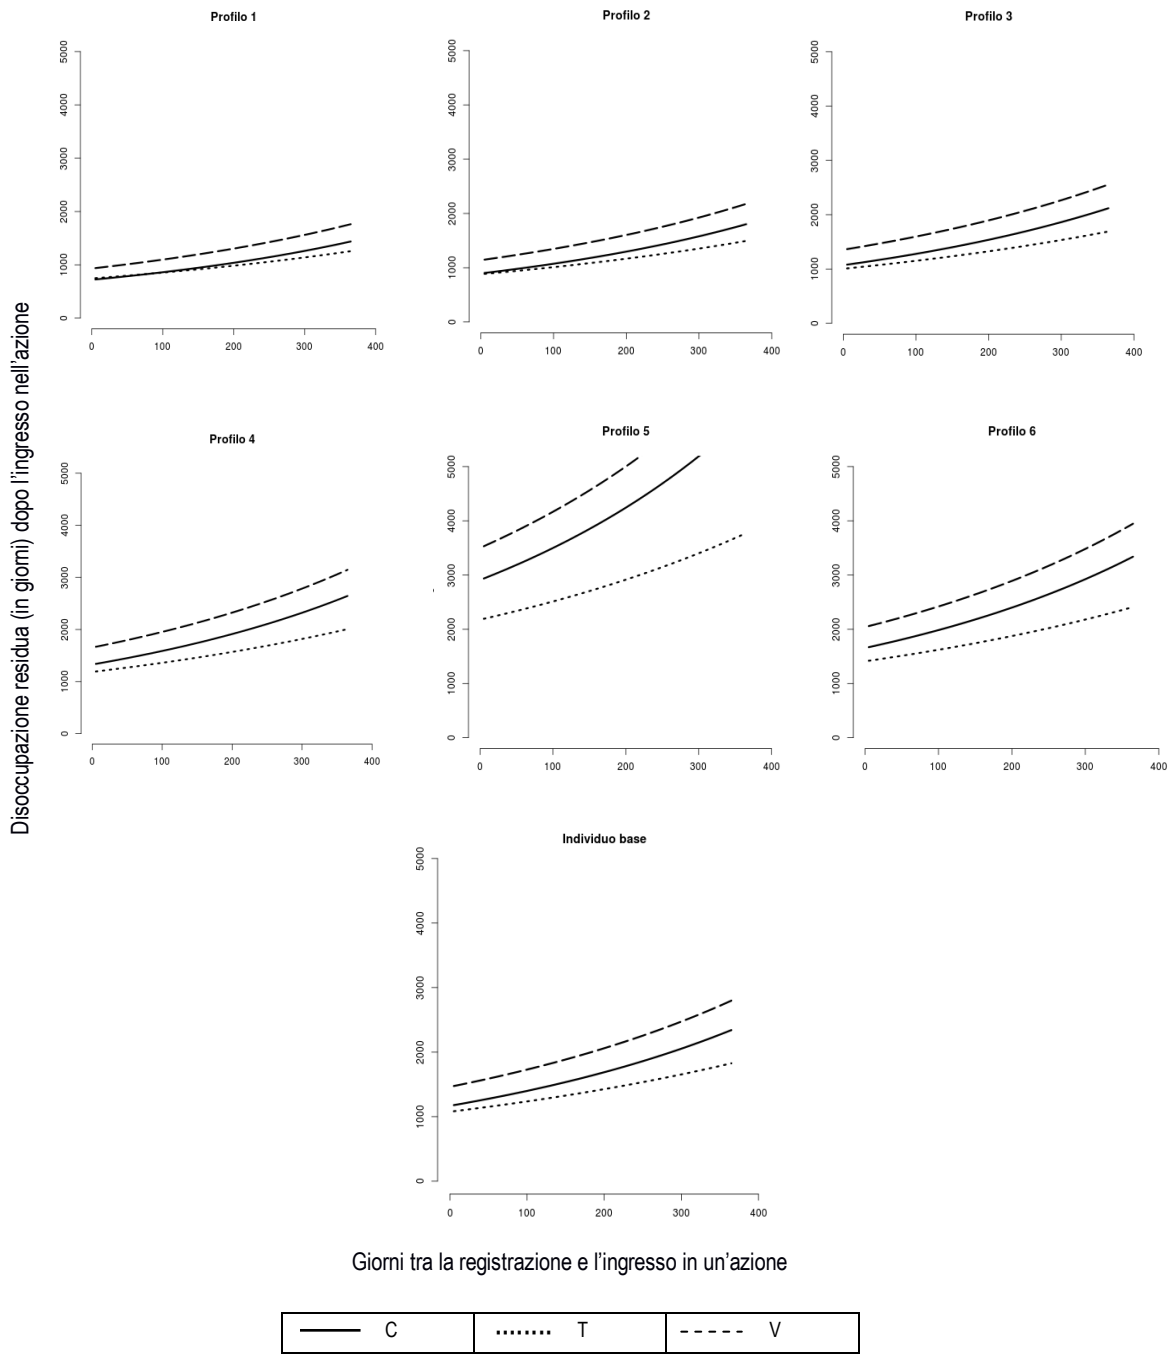 Profilo 1
5000
4000
3000
2000
1000
0
0 100 200 300 400
Profilo 2
5000
4000
3000
2000
1000
0
0 100 200 300 400
Profilo 3
5000
4000
3000
2000
1000
0
0 100 200 300 400
Disoccupazione residua (in giorni) dopo l’ingresso nell’azione
Profilo 4
5000
4000
3000
2000
1000
0
0 100 200 300 400
Profilo 5
5000
4000
3000
2000
1000
0
0 100 200 300 400
Profilo 6
5000
4000
3000
2000
1000
0
0 100 200 300 400
Individuo base
5000
4000
3000
2000
1000
0
0 100 200 300 400
Giorni tra la registrazione e l’ingresso in un’azione
C T V